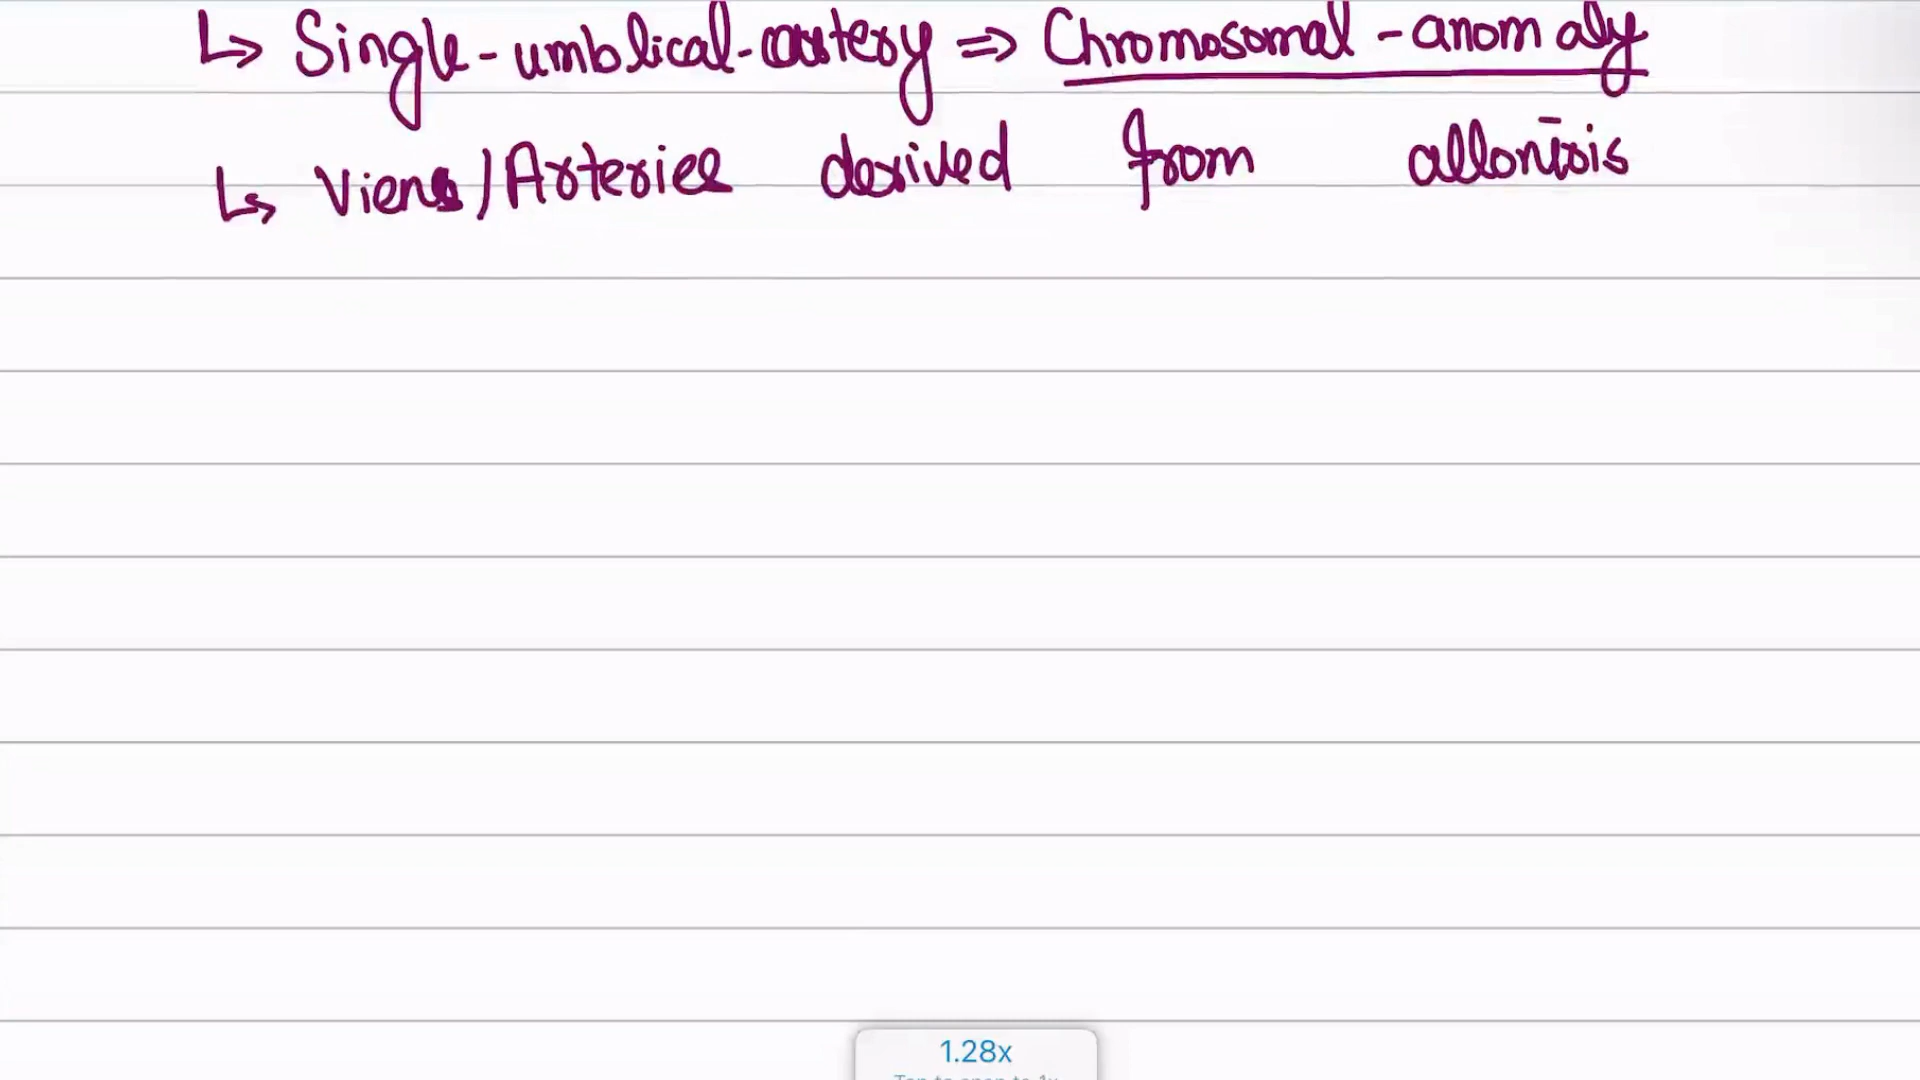 ↳ Single-umblical-artery ⇒ Chromosomal-anomaly
↳ Viens/Arteries derived from allontois
1.28x